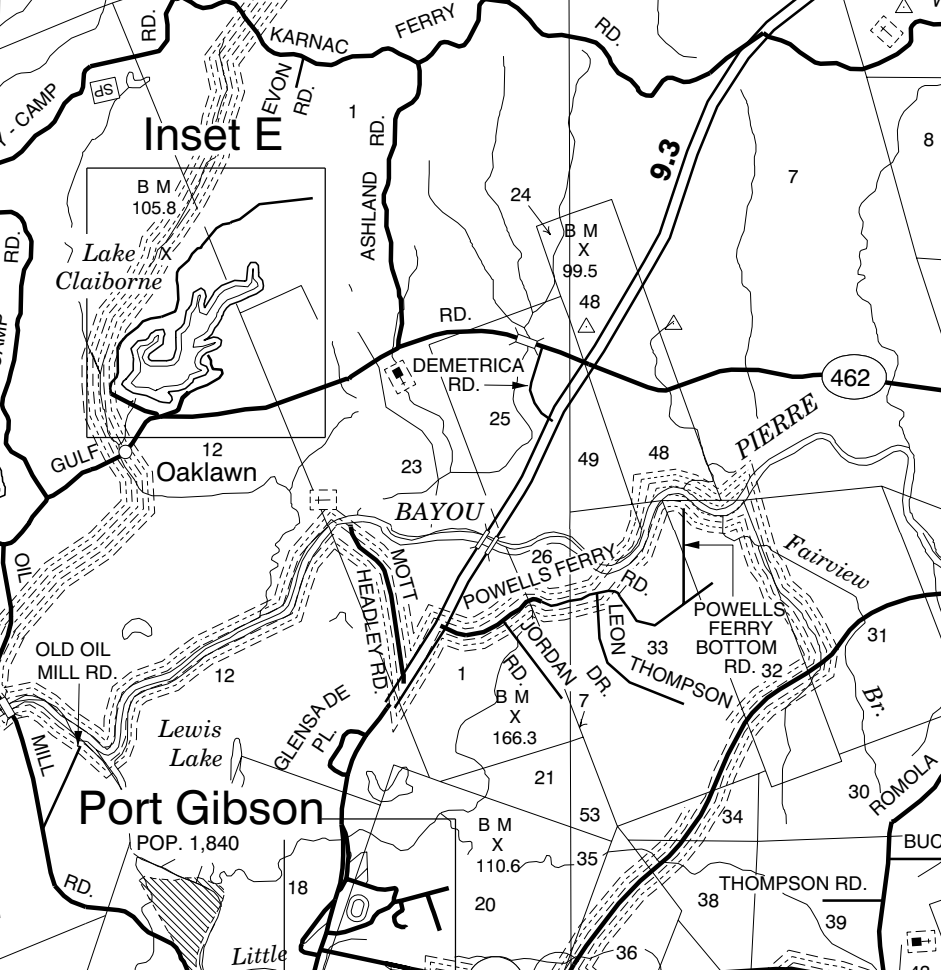 KARNAC
FERRY
RD.
RD.
Y - CAMP
SP
EVON
RD.
1
RD.
ASHLAND
Inset E
9.3
7
8
24
B M
105.8
X
Lake
Claiborne
B M
X
99.5
48
RD.
RD.
DEMETRICA
RD.
462
25
23
12
Oaklawn
GULF
49
48
PIERRE
BAYOU
26
POWELLS FERRY
RD.
Fairview
OIL
MOTT
HEADLEY RD.
LEON
POWELLS
FERRY
BOTTOM
RD.
33
32
31
OLD OIL
MILL RD.
12
1
JORDAN
RD.
DR.
THOMPSON
7
B M
X
166.3
Br.
GLENSADE
PL.
Lewis
Lake
MILL
21
53
30
ROMOLA
34
Port Gibson
POP. 1,840
B M
X
110.6
35
BUC
RD.
18
20
THOMPSON RD.
38
39
36
Little